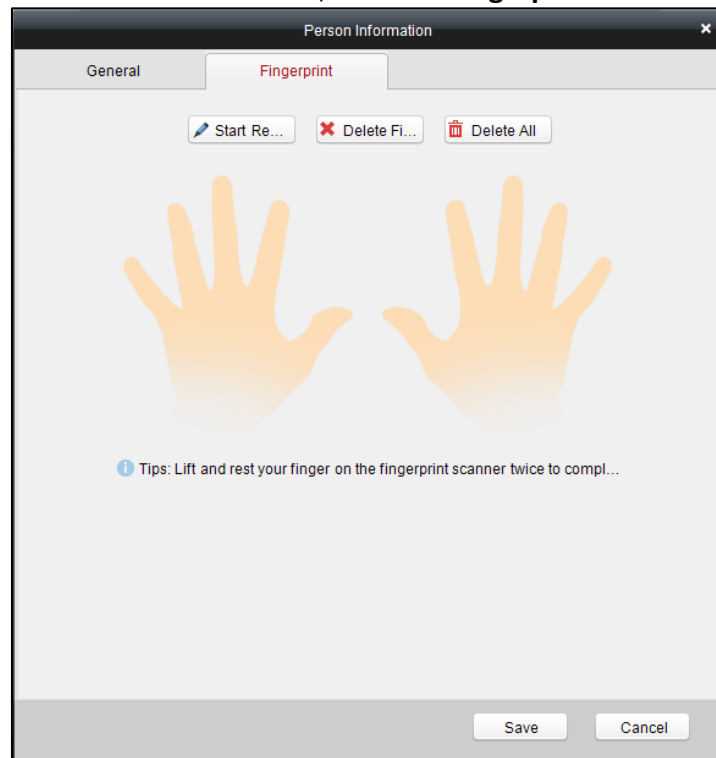 Person Information
General Fingerprint
Start Re... Delete Fi... Delete All
Tips: Lift and rest your finger on the fingerprint scanner twice to compl...
Save Cancel